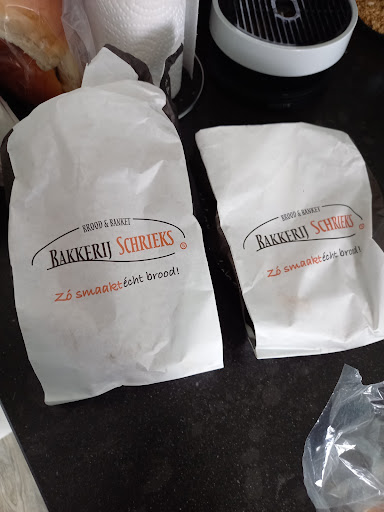 BROOD & BANKET
BAKKERIJ SCHRIEKS
Zó smaakt écht brood!
BROOD & BANKET
BAKKERIJ SCHRIEKS
Zó smaakt écht brood!